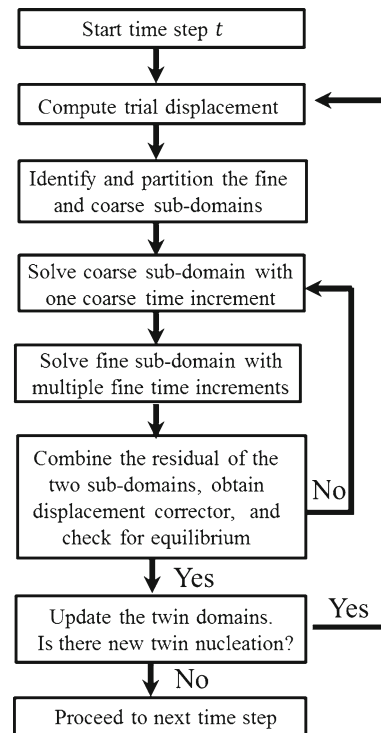 Start time step t
Compute trial displacement
Identify and partition the fine
and coarse sub-domains
Solve coarse sub-domain with
one coarse time increment
Solve fine sub-domain with
multiple fine time increments
Combine the residual of the
two sub-domains, obtain
displacement corrector, and
check for equilibrium
No
Yes
Update the twin domains.
Is there new twin nucleation?
Yes
No
Proceed to next time step